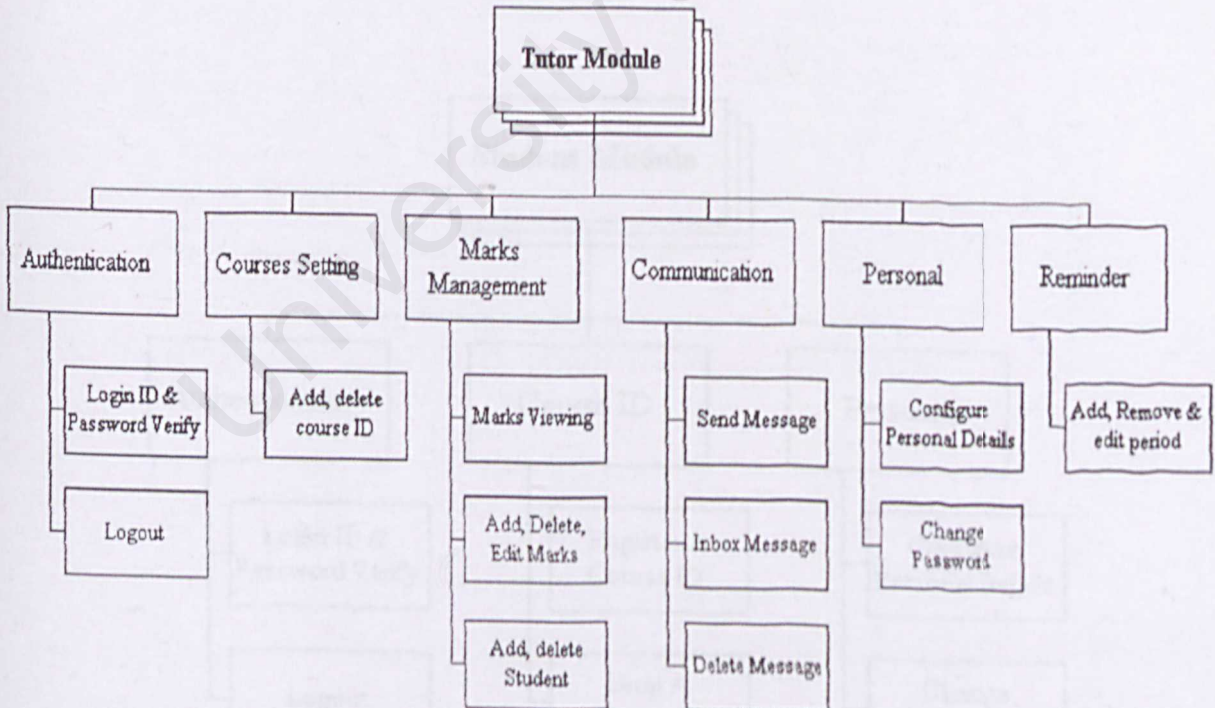 Tutor Module
Authentication
Courses Setting
Marks
Management
Communication
Personal
Reminder
Login ID &
Password Verify
Logout
Add, delete
course ID
Marks Viewing
Add, Delete,
Edit Marks
Add, delete
Student
Send Message
Inbox Message
Delete Message
Configure
Personal Details
Change
Password
Add, Remove &
edit period
University